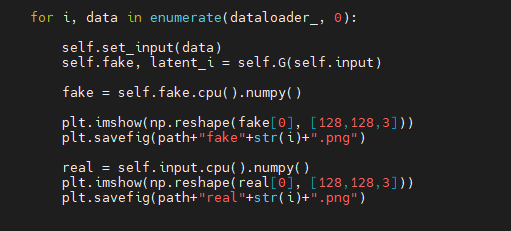 for i, data in enumerate(dataloader_, 0):
self.set_input(data)
self.fake, latent_i = self.G(self.input)
fake = self.fake.cpu().numpy()
plt.imshow(np.reshape(fake[0], [128,128,3]))
plt.savefig(path+"fake"+str(i)+".png")
real = self.input.cpu().numpy()
plt.imshow(np.reshape(real[0], [128,128,3]))
plt.savefig(path+"real"+str(i)+".png")